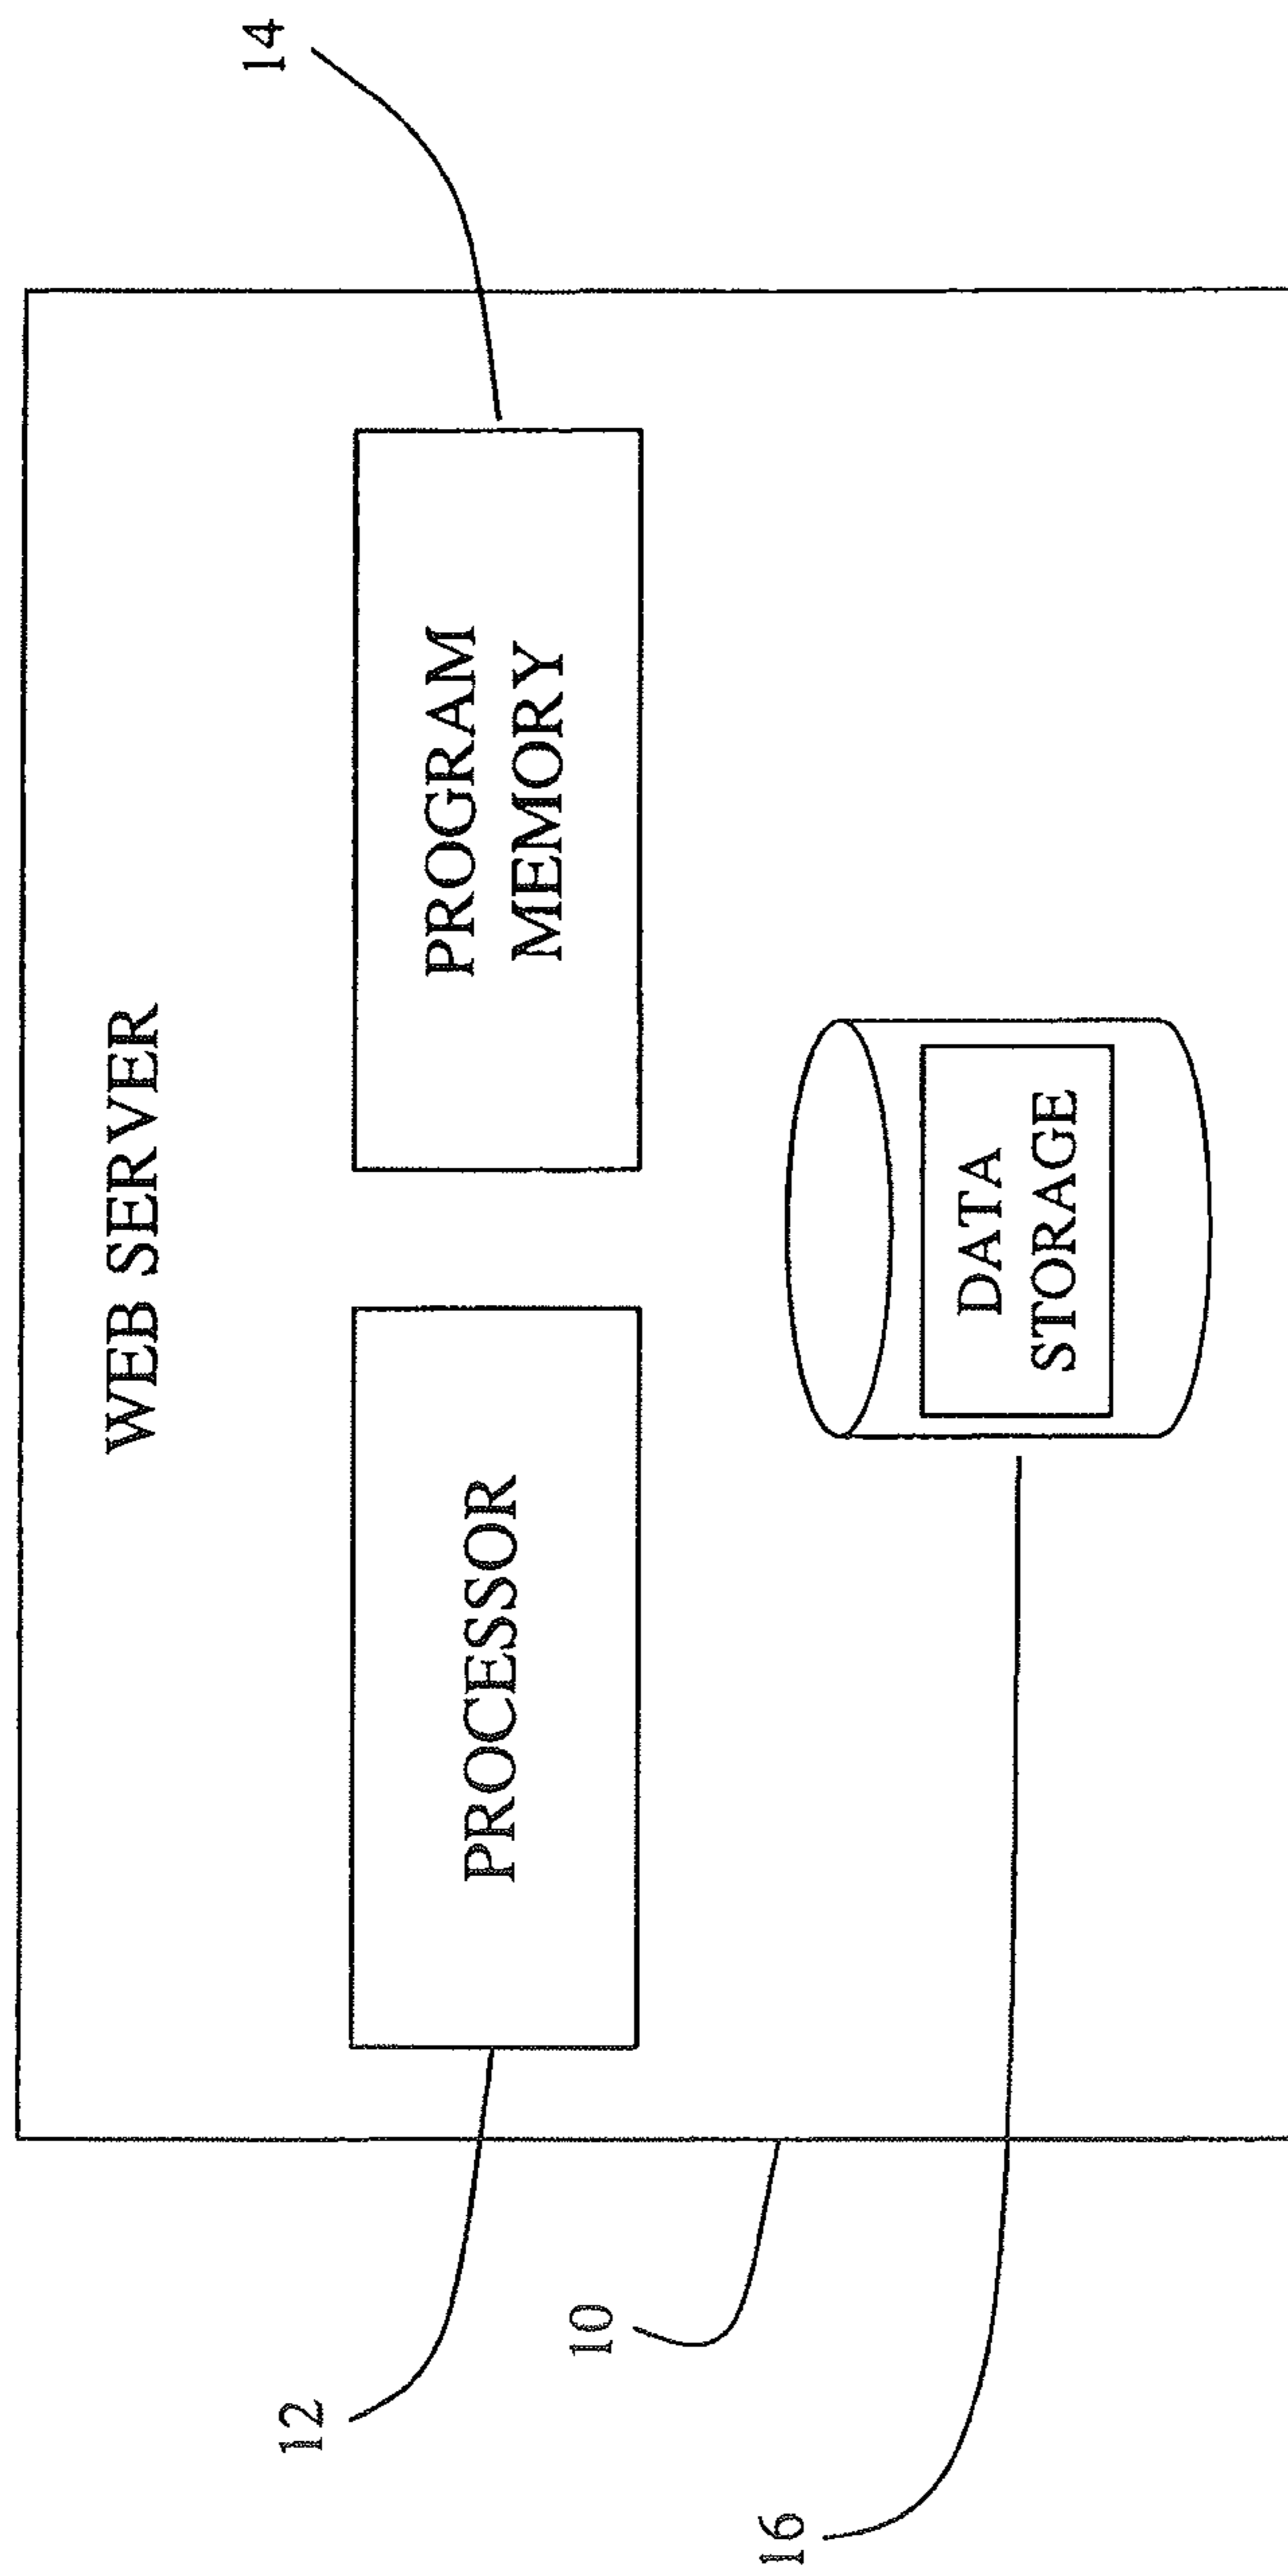 WEB SERVER
14
12
PROCESSOR
PROGRAM
MEMORY
10
16
DATA
STORAGE